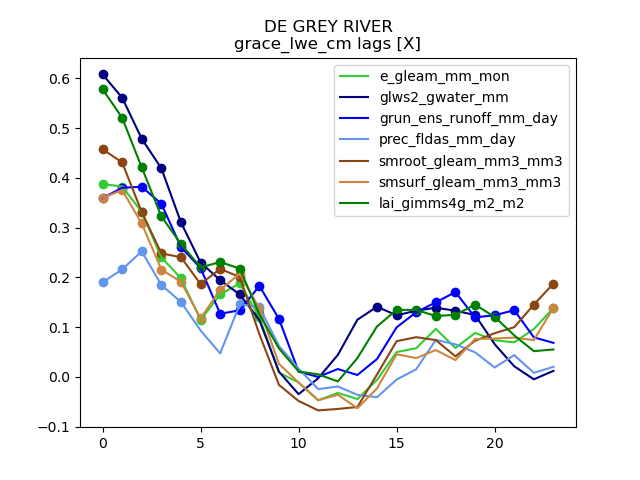 DE GREY RIVER
grace_lwe_cm lags [X]
e_gleam_mm_mon
glws2_gwater_mm
grun_ens_runoff_mm_day
prec_fldas_mm_day
smroot_gleam_mm3_mm3
smsurf_gleam_mm3_mm3
lai_gimms4g_m2_m2
0.6
0.5
0.4
0.3
0.2
0.1
0.0
−0.1
0 5 10 15 20